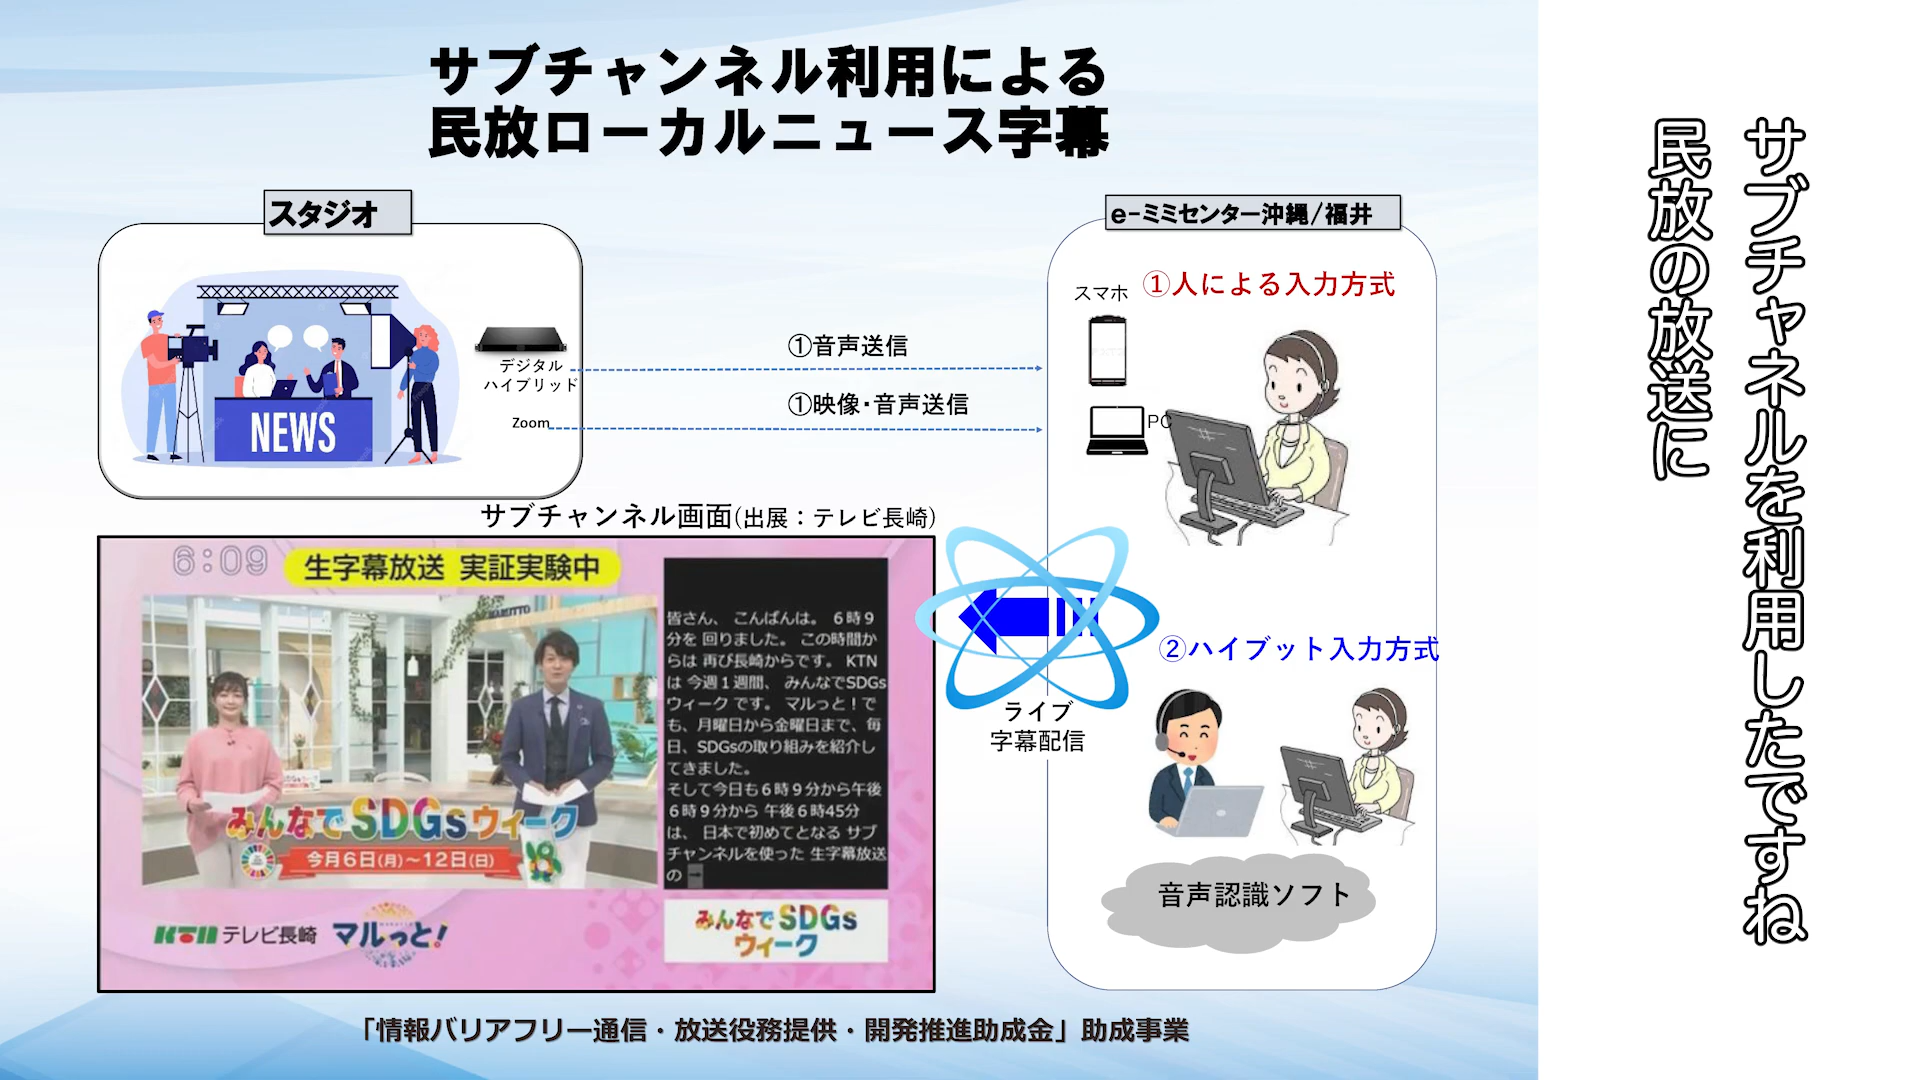 サブチャンネル利用による
民放ローカルニュース字幕
スタジオ
NEWS
デジタル
ハイブリッド
Zoom
①音声送信
①映像・音声送信
e-ミミセンター沖縄/福井
①人による入力方式
スマホ
PC
サブチャンネル画面(出展：テレビ長崎)
6:09
生字幕放送 実証実験中
皆さん、 こんばんは。 6時9
分を 回りました。 この時間か
らは 再び長崎からです。 KTN
は 今週1週間、 みんなでSDGs
ウィーク です。 マルっと！で
も、月曜日から金曜日まで、毎
日、SDGsの取り組みを紹介し
てきました。
そして今日も6時9分から午後
6時9分から 午後6時45分
は、 日本で初めてとなる サブ
チャンネルを使った 生字幕放送
の →
みんなでSDGsウィーク
今月6日(月)～12日(日)
KTN テレビ長崎 マルっと!
みんなでSDGs
ウィーク
ライブ
字幕配信
②ハイブット入力方式
音声認識ソフト
「情報バリアフリー通信・放送役務提供・開発推進助成金」助成事業
サブチャネルを利用したですね
民放の放送に